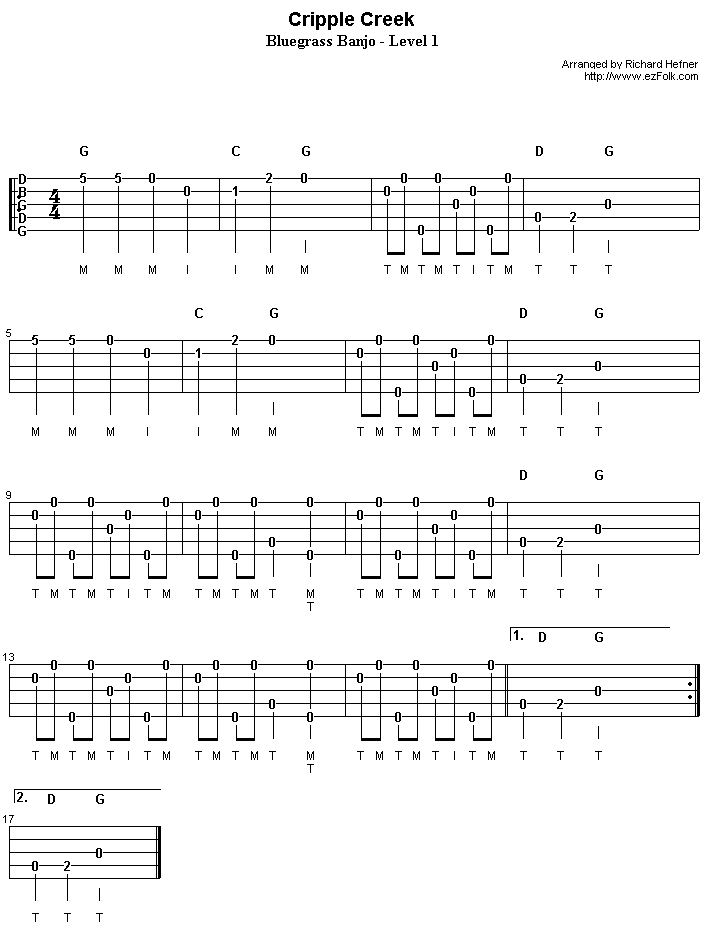 Cripple Creek
Bluegrass Banjo - Level 1
Arranged by Richard Hefner
http://www.ezFolk.com
G C G D G
D 5 5 0 2 0 0 0 0 0
B 0 1 0 0
G 4 0 0
D 4 0 2
G 0 0
M M M I I M M T M T M T I T M T T T
C G D G
5
5 5 0 2 0 0 0 0
0 1 0 0
0 0
0 2
0 0
M M M I I M M T M T M T I T M T T T
D G
9
0 0 0 0 0 0 0 0 0
0 0 0 0 0
0 0 0
0 0 2
0 0 0 0 0 0
T M T M T I T M T M T M T M T M T M T I T M T T T
T
1. D G
13
0 0 0 0 0 0 0 0 0
0 0 0 0 0
0 0 0
0 0 2
0 0 0 0 0 0
T M T M T I T M T M T M T M T M T M T I T M T T T
T
2. D G
17
0
0 2
T T T